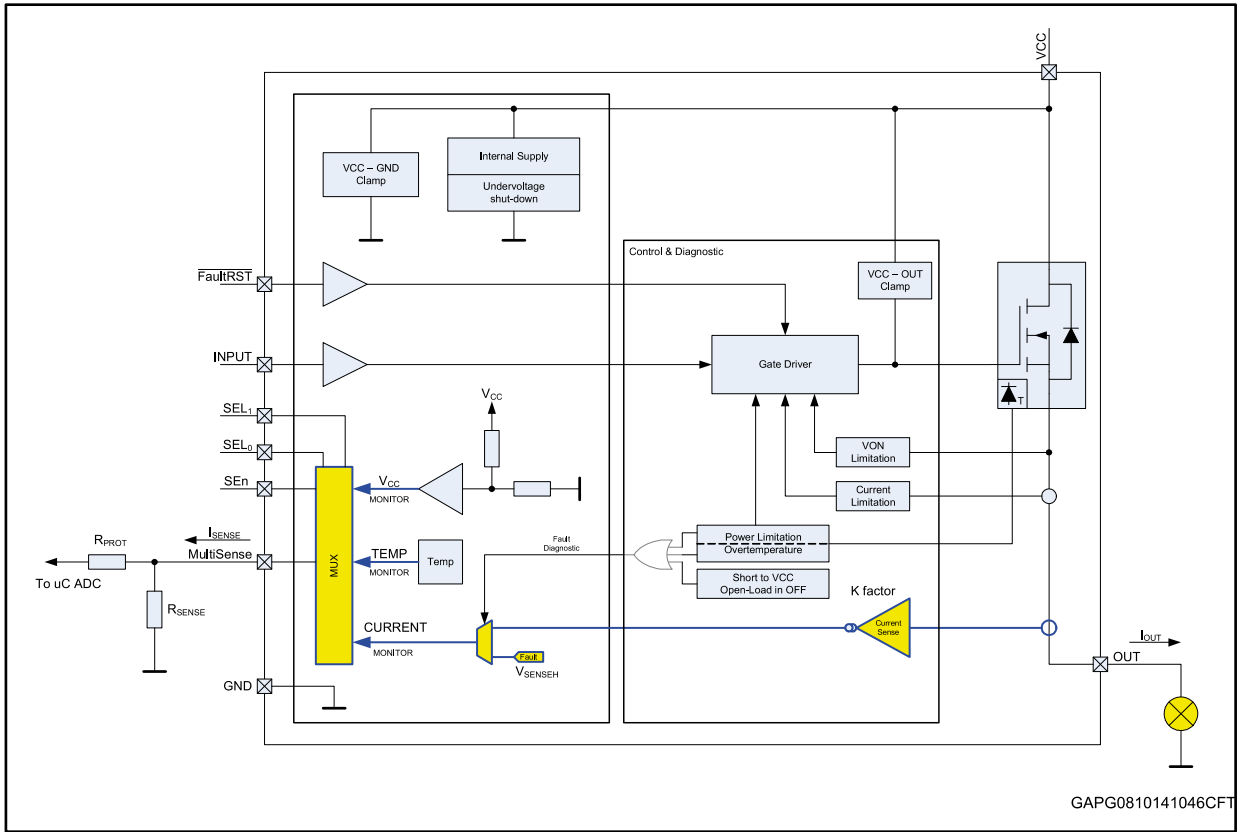 VCC
VCC – GND
Clamp
Internal Supply
Undervoltage
shut-down
Control & Diagnostic
FaultRST
VCC – OUT
Clamp
INPUT
Gate Driver
SEL1
VCC
SEL0
VON
Limitation
SEn
VCC
MONITOR
Current
Limitation
ISENSE
RPROT
MultiSense
MUX
TEMP
MONITOR
Temp
Fault
Diagnostic
Power Limitation
Overtemperature
T
To uC ADC
RSENSE
Short to VCC
Open-Load in OFF
K factor
CURRENT
MONITOR
Current
Sense
Fault
VSENSEH
IOUT
OUT
GND
GAPG0810141046CFT